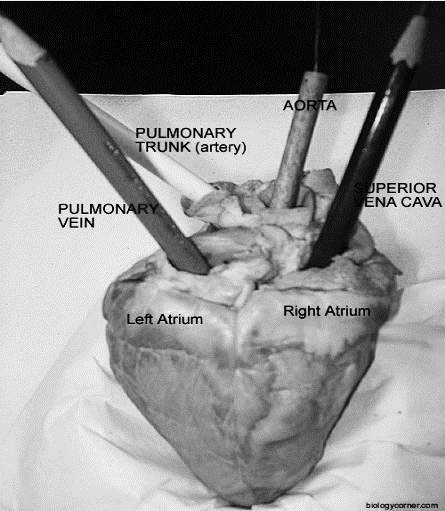 AORTA
PULMONARY
TRUNK (artery)
SUPERIOR
VENA CAVA
PULMONARY
VEIN
Left Atrium
Right Atrium
biologycorner.com